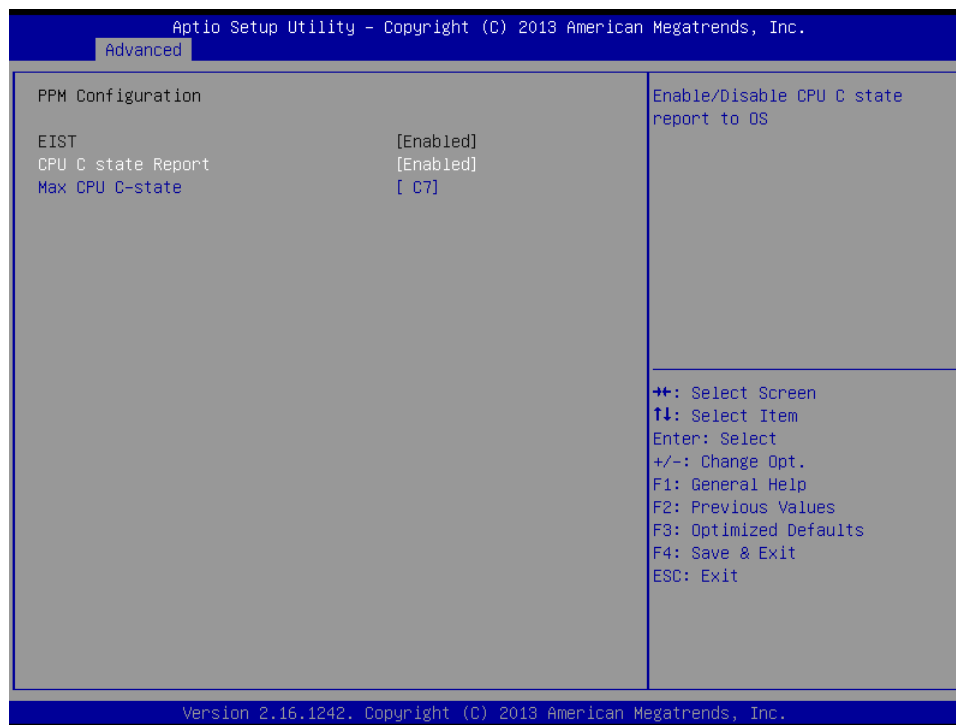 Aptio Setup Utility – Copyright (C) 2013 American Megatrends, Inc.
Advanced
PPM Configuration
EIST [Enabled]
CPU C state Report [Enabled]
Max CPU C-state [ C7]
Enable/Disable CPU C state
report to OS
→←: Select Screen
↑↓: Select Item
Enter: Select
+/-: Change Opt.
F1: General Help
F2: Previous Values
F3: Optimized Defaults
F4: Save & Exit
ESC: Exit
Version 2.16.1242. Copyright (C) 2013 American Megatrends, Inc.